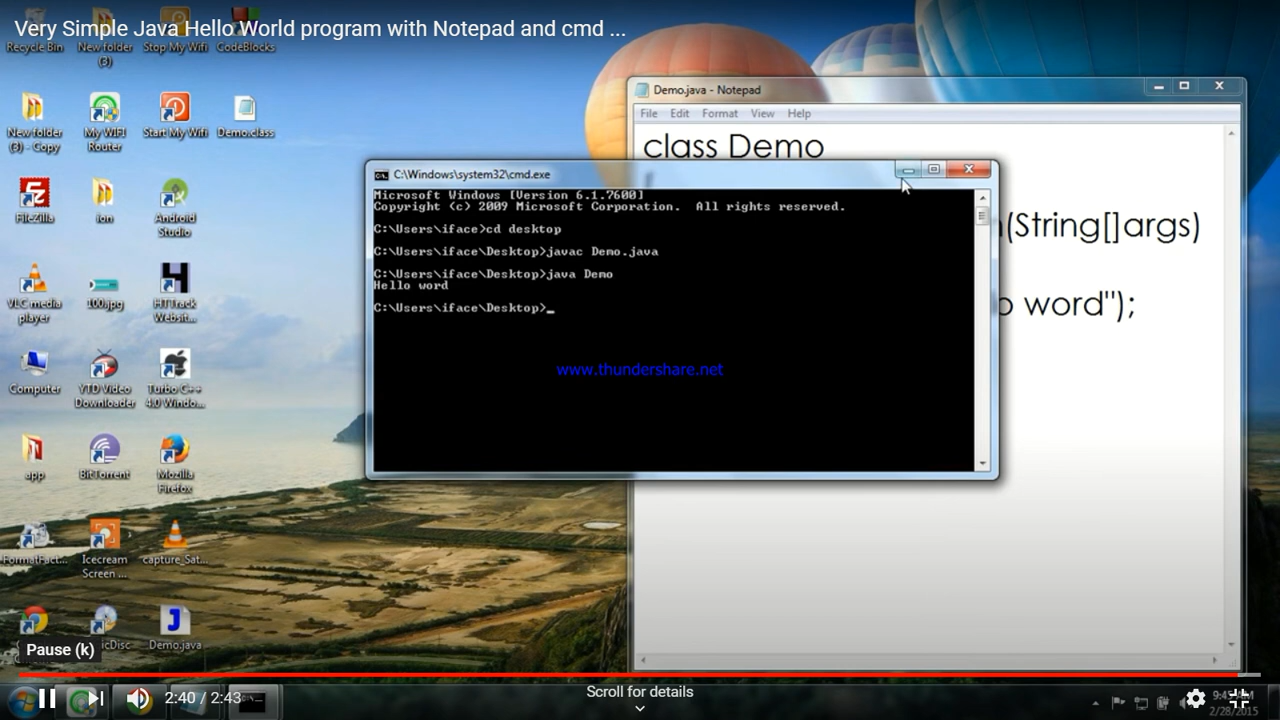 Very Simple Java Hello World program with Notepad and cmd ...
Recycle Bin
New folder
(3)
Stop My Wifi
CodeBlocks
New folder
(3) - Copy
My WIFI
Router
Start My Wifi
Demo.class
FileZilla
ion
Android
Studio
VLC media
player
100.jpg
HTTrack
Websit...
Computer
YTD Video
Downloader
Turbo C++
4.0 Windo...
app
BitTorrent
Mozilla
Firefox
FormatFact...
Icecream
Screen ...
capture_Sat...
icDisc
Demo.java
Demo.java - Notepad
File Edit Format View Help
class Demo
(String[]args)
word");
C:\Windows\system32\cmd.exe
Microsoft Windows [Version 6.1.7600]
Copyright (c) 2009 Microsoft Corporation. All rights reserved.
C:\Users\iface>cd desktop
C:\Users\iface\Desktop>javac Demo.java
C:\Users\iface\Desktop>java Demo
Hello word
C:\Users\iface\Desktop>_
www.thundershare.net
Pause (k)
2:40 / 2:43
Scroll for details
2/28/2015